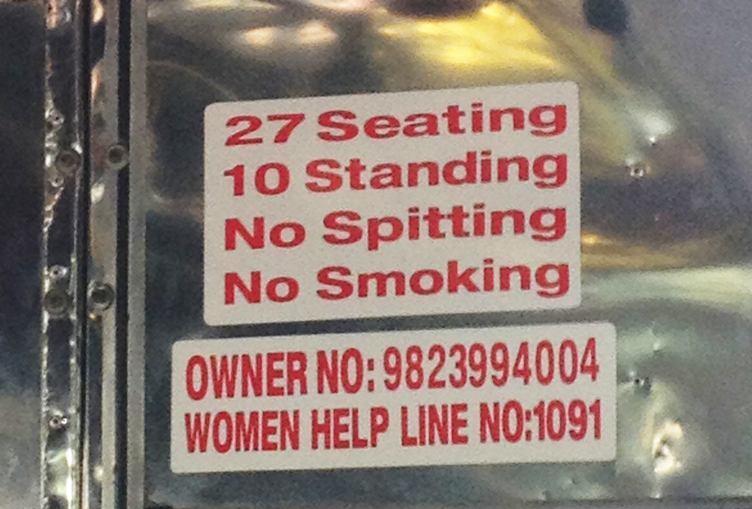 27 Seating
10 Standing
No Spitting
No Smoking
OWNER NO: 9823994004
WOMEN HELP LINE NO:1091